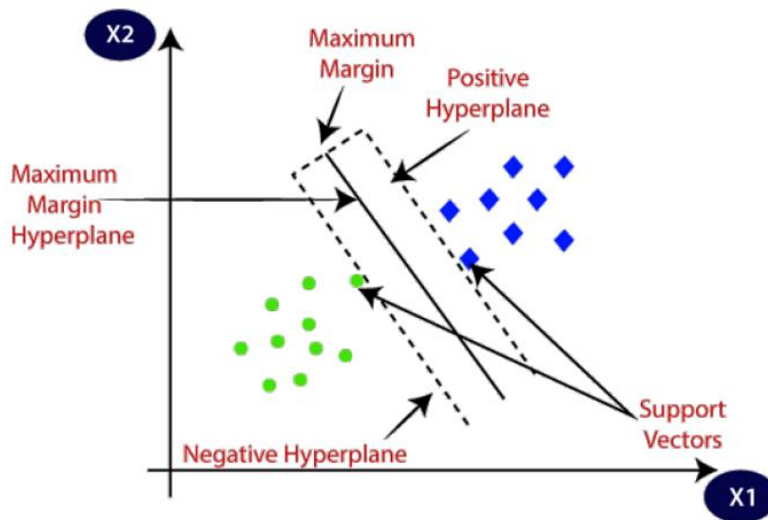 X2
Maximum
Margin
Positive
Hyperplane
Maximum
Margin
Hyperplane
Support
Vectors
Negative Hyperplane
X1